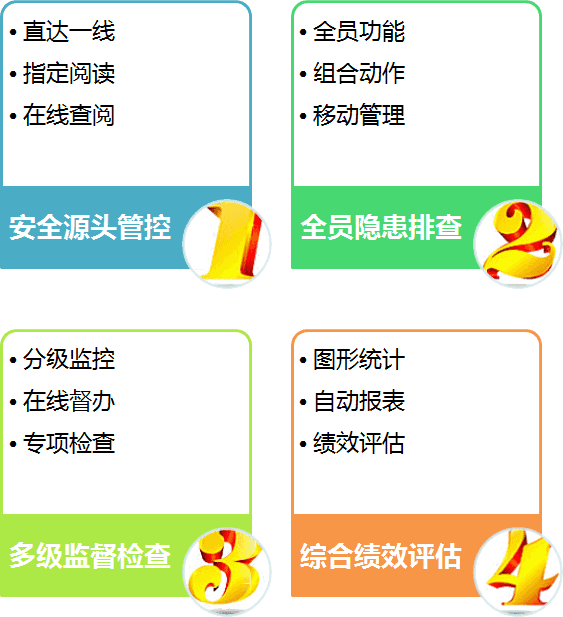 • 直达一线
• 指定阅读
• 在线查阅
安全源头管控
1
• 全员功能
• 组合动作
• 移动管理
全员隐患排查
2
• 分级监控
• 在线督办
• 专项检查
多级监督检查
3
• 图形统计
• 自动报表
• 绩效评估
综合绩效评估
4